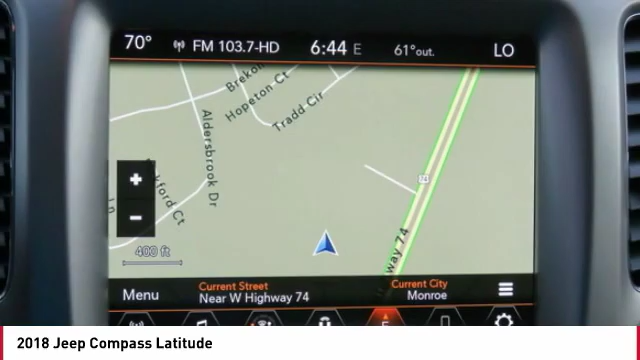 70° FM 103.7-HD 6:44 E 61°out. LO
Brekon
Hopeton Ct
Tradd Cir
Aldersbrook Dr
74
+
−
400 ft
Menu
Current Street
Near W Highway 74
Current City
Monroe
E
2018 Jeep Compass Latitude